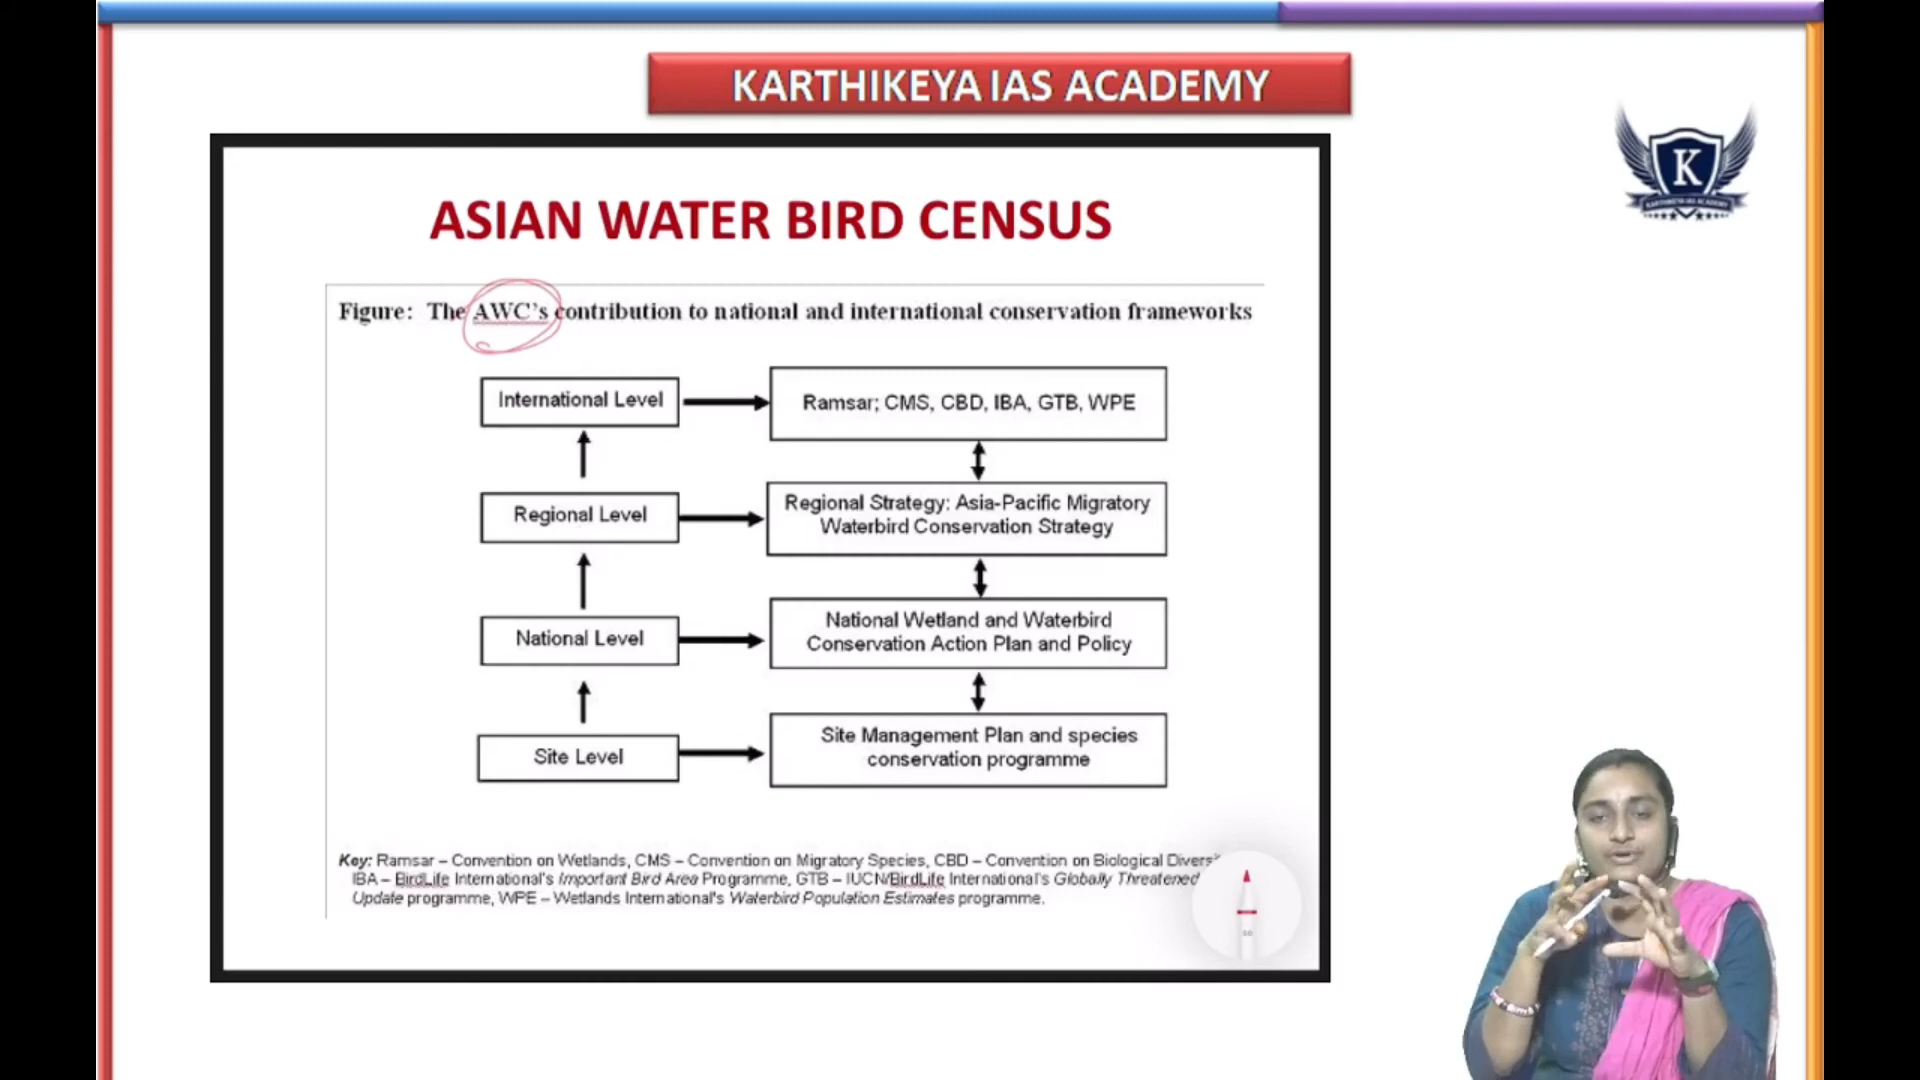 KARTHIKEYA IAS ACADEMY
K
KARTHIKEYA IAS ACADEMY
ASIAN WATER BIRD CENSUS
Figure: The AWC's contribution to national and international conservation frameworks
International Level
Ramsar; CMS, CBD, IBA, GTB, WPE
Regional Level
Regional Strategy: Asia-Pacific Migratory
Waterbird Conservation Strategy
National Level
National Wetland and Waterbird
Conservation Action Plan and Policy
Site Level
Site Management Plan and species
conservation programme
Key: Ramsar – Convention on Wetlands, CMS – Convention on Migratory Species, CBD – Convention on Biological
IBA – BirdLife International's Important Bird Area Programme, GTB – IUCN/BirdLife International's Globally Threatened
Update programme, WPE – Wetlands International's Waterbird Population Estimates programme.